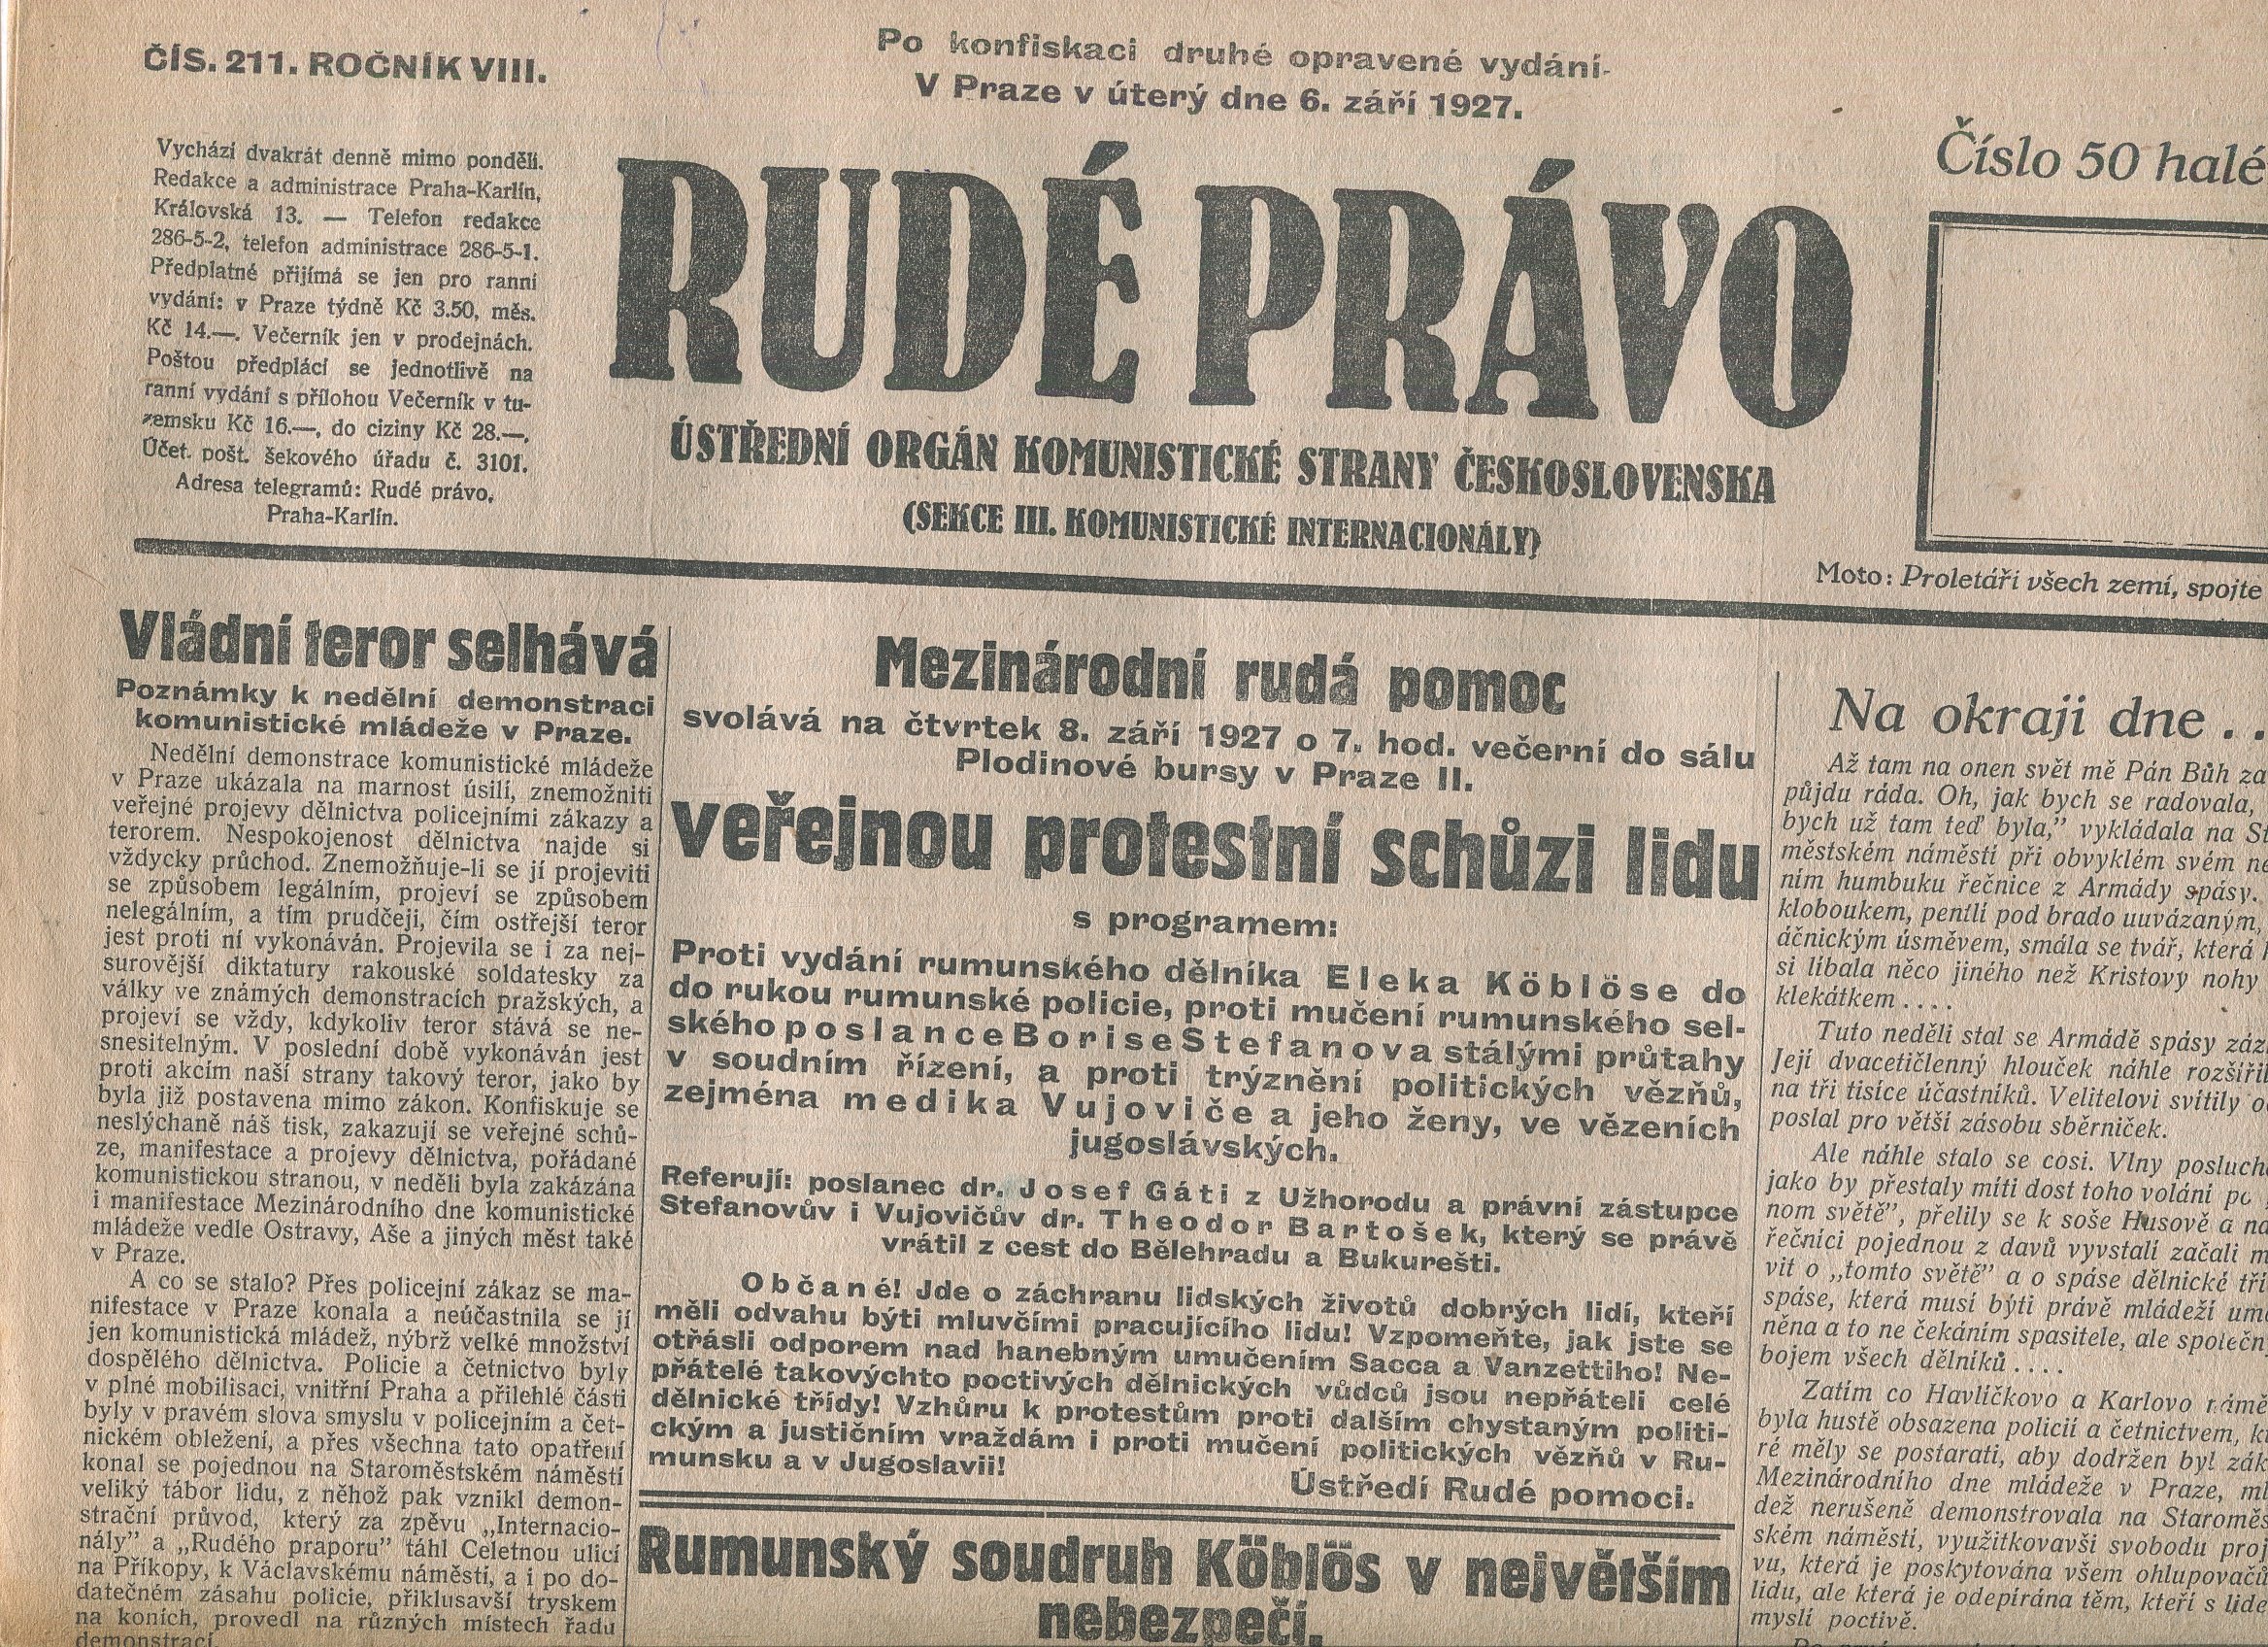 ČÍS. 211. ROČNÍK VIII.
Po konfiskaci druhé opravené vydání-
V Praze v úterý dne 6. září 1927.
Vychází dvakrát denně mimo ponděli.
Redakce a administrace Praha-Karlín,
Královská 13. — Telefon redakce
286-5-2, telefon administrace 286-5-1.
Předplatné přijímá se jen pro ranní
vydání: v Praze týdně Kč 3.50, měs.
Kč 14.—. Večerník jen v prodejnách.
Poštou předplácí se jednotlivě na
ranní vydání s přílohou Večerník v tu-
zemsku Kč 16.—, do ciziny Kč 28.—.
Účet. pošt. šekového úřadu č. 3101.
Adresa telegramů: Rudé právo,
Praha-Karlín.
RUDÉ PRÁVO
ÚSTŘEDNÍ ORGÁN KOMUNISTICKÉ STRANY ČESKOSLOVENSKA
(SEKCE III. KOMUNISTICKÉ INTERNACIONÁLY)
Číslo 50 halé
Moto: Proletáři všech zemí, spojte
Vládní teror selhává
Poznámky k nedělní demonstraci
komunistické mládeže v Praze.
Nedělní demonstrace komunistické mládeže
v Praze ukázala na marnost úsilí, znemožniti
veřejné projevy dělnictva policejními zákazy a
terorem. Nespokojenost dělnictva najde si
vždycky průchod. Znemožňuje-li se jí projeviti
se způsobem legálním, projeví se způsobem
nelegálním, a tím prudčeji, čím ostřejší teror
jest proti ní vykonáván. Projevila se i za nej-
surovější diktatury rakouské soldatesky za
války ve známých demonstracích pražských, a
projeví se vždy, kdykoliv teror stává se ne-
snesitelným. V poslední době vykonáván jest
proti akcím naší strany takový teror, jako by
byla již postavena mimo zákon. Konfiskuje se
neslýchaně náš tisk, zakazují se veřejné schů-
ze, manifestace a projevy dělnictva, pořádané
komunistickou stranou, v neděli byla zakázána
i manifestace Mezinárodního dne komunistické
mládeže vedle Ostravy, Aše a jiných měst také
v Praze.
A co se stalo? Přes policejní zákaz se ma-
nifestace v Praze konala a neúčastnila se jí
jen komunistická mládež, nýbrž velké množství
dospělého dělnictva. Policie a četnictvo byly
v plné mobilisaci, vnitřní Praha a přilehlé části
byly v pravém slova smyslu v policejním a čet-
nickém obležení, a přes všechna tato opatření
konal se pojednou na Staroměstském náměstí
veliký tábor lidu, z něhož pak vznikl demon-
strační průvod, který za zpěvu „Internacio-
nály” a „Rudého praporu” táhl Celetnou ulicí
na Příkopy, k Václavskému náměstí, a i po do-
datečném zásahu policie, přiklusavší tryskem
na koních, provedl na různých místech řadu
demonstrací.
Mezinárodní rudá pomoc
svolává na čtvrtek 8. září 1927 o 7. hod. večerní do sálu
Plodinové bursy v Praze II.
veřejnou protestní schůzi lidu
s programem:
Proti vydání rumunského dělníka Eleka Köblöse do
do rukou rumunské policie, proti mučení rumunského sel-
ského poslance Borise Stefanova stálými průtahy
v soudním řízení, a proti trýznění politických vězňů,
zejména medika Vujoviče a jeho ženy, ve vězeních
jugoslávských.
Referují: poslanec dr. Josef Gáti z Užhorodu a právní zástupce
Stefanovův i Vujovičův dr. Theodor Bartošek, který se právě
vrátil z cest do Bělehradu a Bukurešti.
Občané! Jde o záchranu lidských životů dobrých lidí, kteří
měli odvahu býti mluvčími pracujícího lidu! Vzpomeňte, jak jste se
otřásli odporem nad hanebným umučením Sacca a Vanzettiho! Ne-
přátelé takovýchto poctivých dělnických vůdců jsou nepřáteli celé
dělnické třídy! Vzhůru k protestům proti dalším chystaným politi-
ckým a justičním vraždám i proti mučení politických vězňů v Ru-
munsku a v Jugoslavii!
Ústředí Rudé pomoci.
Rumunský soudruh Köblös v největším
nebezpečí.
Na okraji dne . .
Až tam na onen svět mě Pán Bůh za
půjdu ráda. Oh, jak bych se radovala,
bych už tam teď byla,” vykládala na St
městském náměstí při obvyklém svém ne
ním humbuku řečnice z Armády spásy.
kloboukem, pentlí pod brado uuvázaným,
áčnickým úsměvem, smála se tvář, která
si líbala něco jiného než Kristovy nohy
klekátkem . . . .
Tuto neděli stal se Armádě spásy záz
Její dvacetičlenný hlouček náhle rozšířil
na tři tisíce účastníků. Velitelovi svítily o
poslal pro větší zásobu sběrniček.
Ale náhle stalo se cosi. Vlny posluch
jako by přestaly míti dost toho volání po
nom světě”, přelily se k soše Husově a na
řečníci pojednou z davů vyvstalí začali m
vit o „tomto světě” a o spáse dělnické tří
spáse, která musí býti právě mládeží umo
něna a to ne čekáním spasitele, ale společn
bojem všech dělníků . . . .
Zatím co Havlíčkovo a Karlovo náme
byla hustě obsazena policií a četnictvem, kt
ré měly se postarati, aby dodržen byl zák
Mezinárodního dne mládeže v Praze, ml
dež nerušeně demonstrovala na Staroměs
ském náměstí, využitkovavši svobodu proj
vu, která je poskytována všem ohlupovačů
lidu, ale která je odepírána těm, kteří s lide
myslí poctivě.